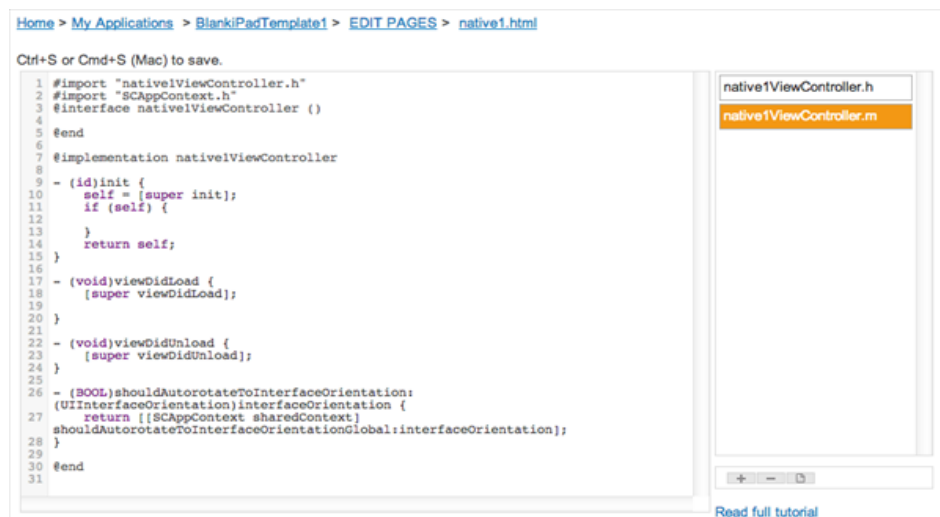 Home > My Applications > BlankiPadTemplate1 > EDIT PAGES > native1.html
Ctrl+S or Cmd+S (Mac) to save.
1 #import "native1ViewController.h"
2 #import "SCAppContext.h"
3 @interface native1ViewController ()
4
5 @end
6
7 @implementation native1ViewController
8
9 - (id)init {
10     self = [super init];
11     if (self) {
12
13     }
14     return self;
15 }
16
17 - (void)viewDidLoad {
18     [super viewDidLoad];
19
20 }
21
22 - (void)viewDidUnload {
23     [super viewDidUnload];
24 }
25
26 - (BOOL)shouldAutorotateToInterfaceOrientation:
(UIInterfaceOrientation)interfaceOrientation {
27     return [[SCAppContext sharedContext]
shouldAutorotateToInterfaceOrientationGlobal:interfaceOrientation];
28 }
29
30 @end
31
native1ViewController.h
native1ViewController.m
+ −
Read full tutorial